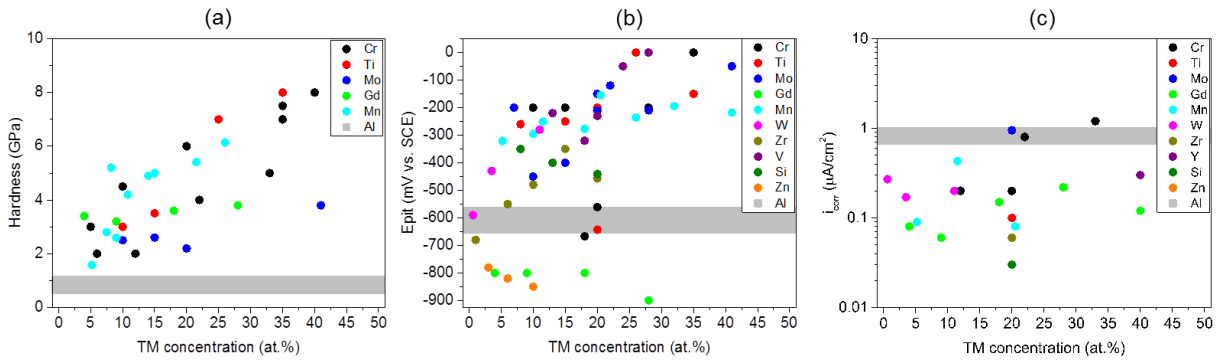 (a)
10
8
6
4
2
0
Hardness (GPa)
0 5 10 15 20 25 30 35 40 45 50
TM concentration (at.%)
Cr
Ti
Mo
Gd
Mn
Al
(b)
0
-100
-200
-300
-400
-500
-600
-700
-800
-900
Epit (mV vs. SCE)
0 5 10 15 20 25 30 35 40 45 50
TM concentration (at.%)
Cr
Ti
Mo
Gd
Mn
W
Zr
V
Si
Zn
Al
(c)
10
1
0.1
0.01
icorr (µA/cm²)
0 5 10 15 20 25 30 35 40 45 50
TM concentration (at.%)
Cr
Ti
Mo
Gd
Mn
W
Zr
Y
Si
Zn
Al